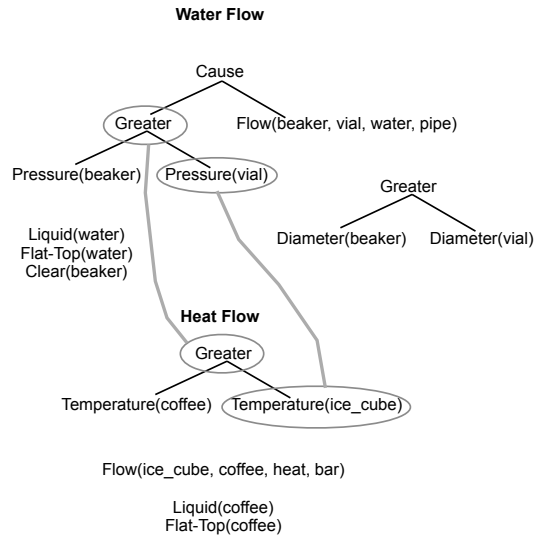 Water Flow
Cause
Greater
Flow(beaker, vial, water, pipe)
Pressure(beaker)
Pressure(vial)
Greater
Diameter(beaker)
Diameter(vial)
Liquid(water)
Flat-Top(water)
Clear(beaker)
Heat Flow
Greater
Temperature(coffee)
Temperature(ice_cube)
Flow(ice_cube, coffee, heat, bar)
Liquid(coffee)
Flat-Top(coffee)